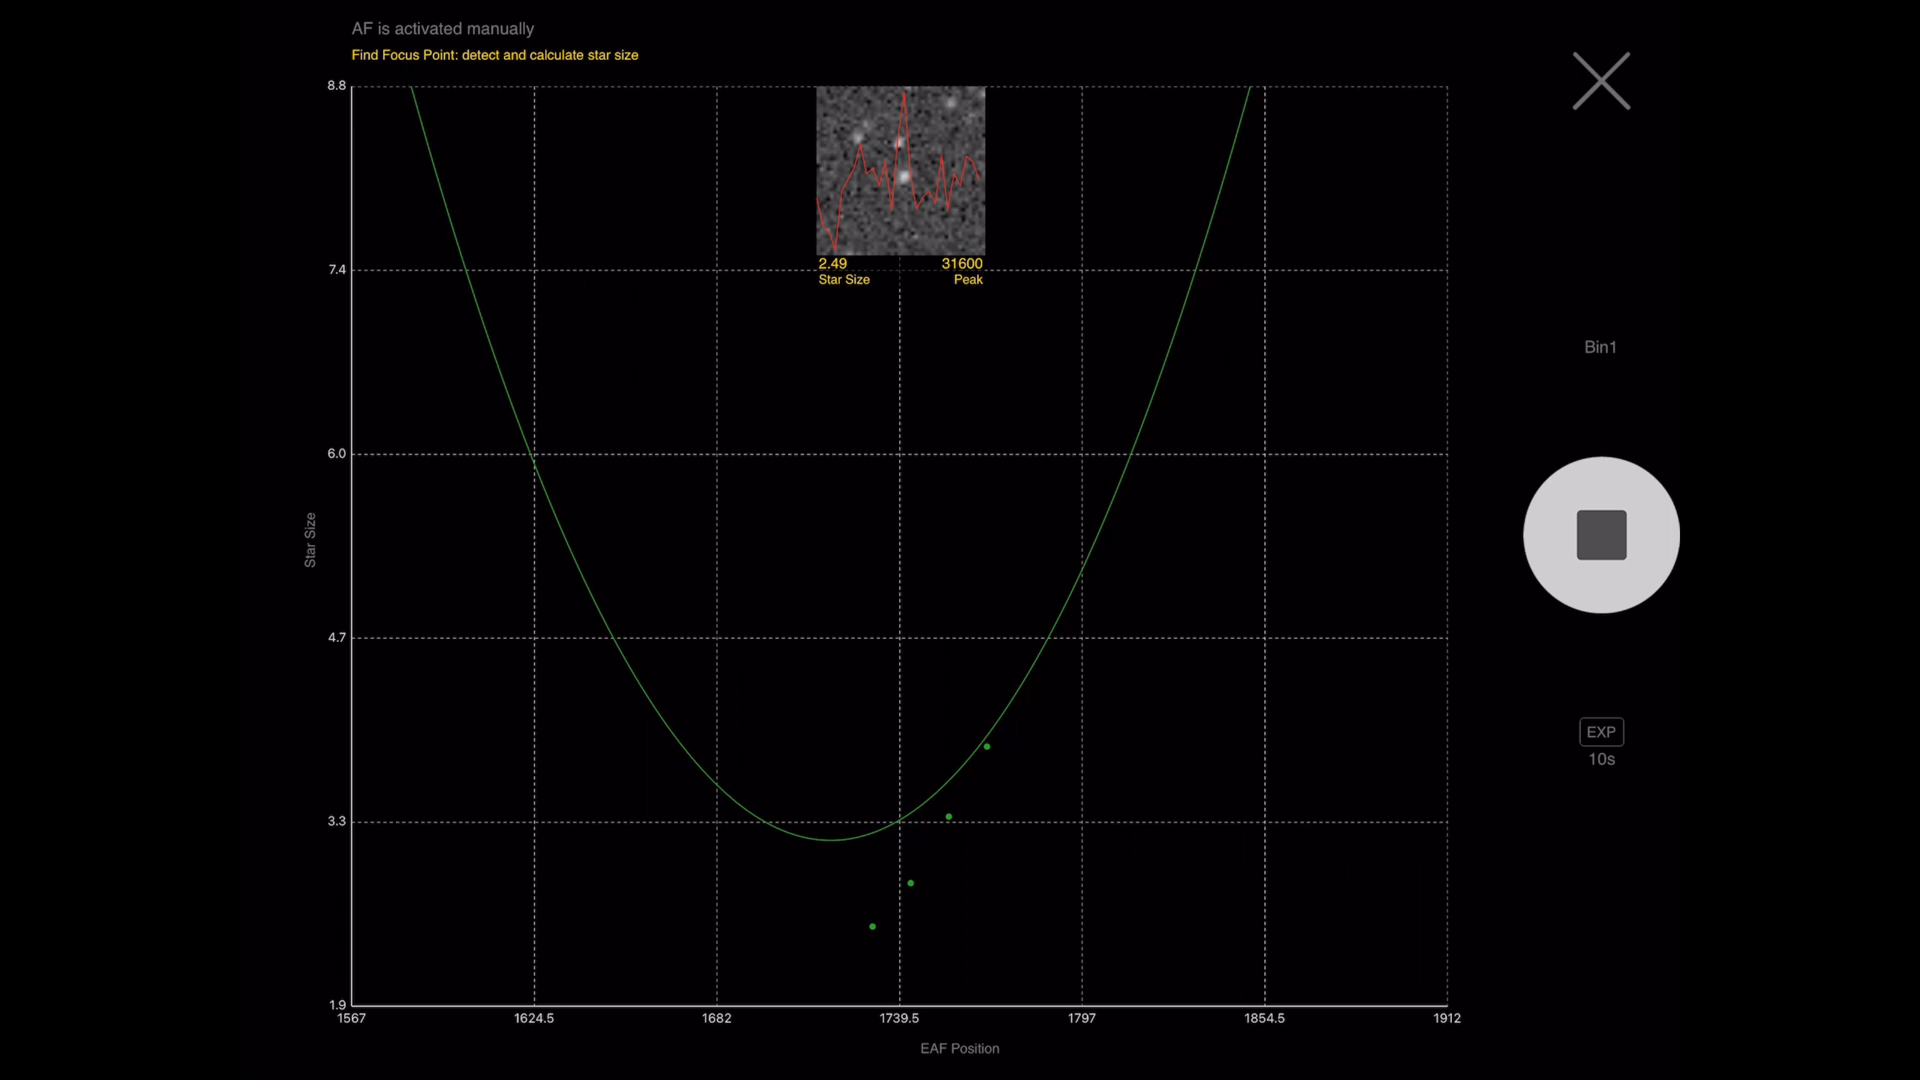 AF is activated manually
Find Focus Point: detect and calculate star size
8.8
7.4
6.0
4.7
3.3
1.9
Star Size
2.49 31600
Star Size Peak
1567 1624.5 1682 1739.5 1797 1854.5 1912
EAF Position
Bin1
EXP
10s